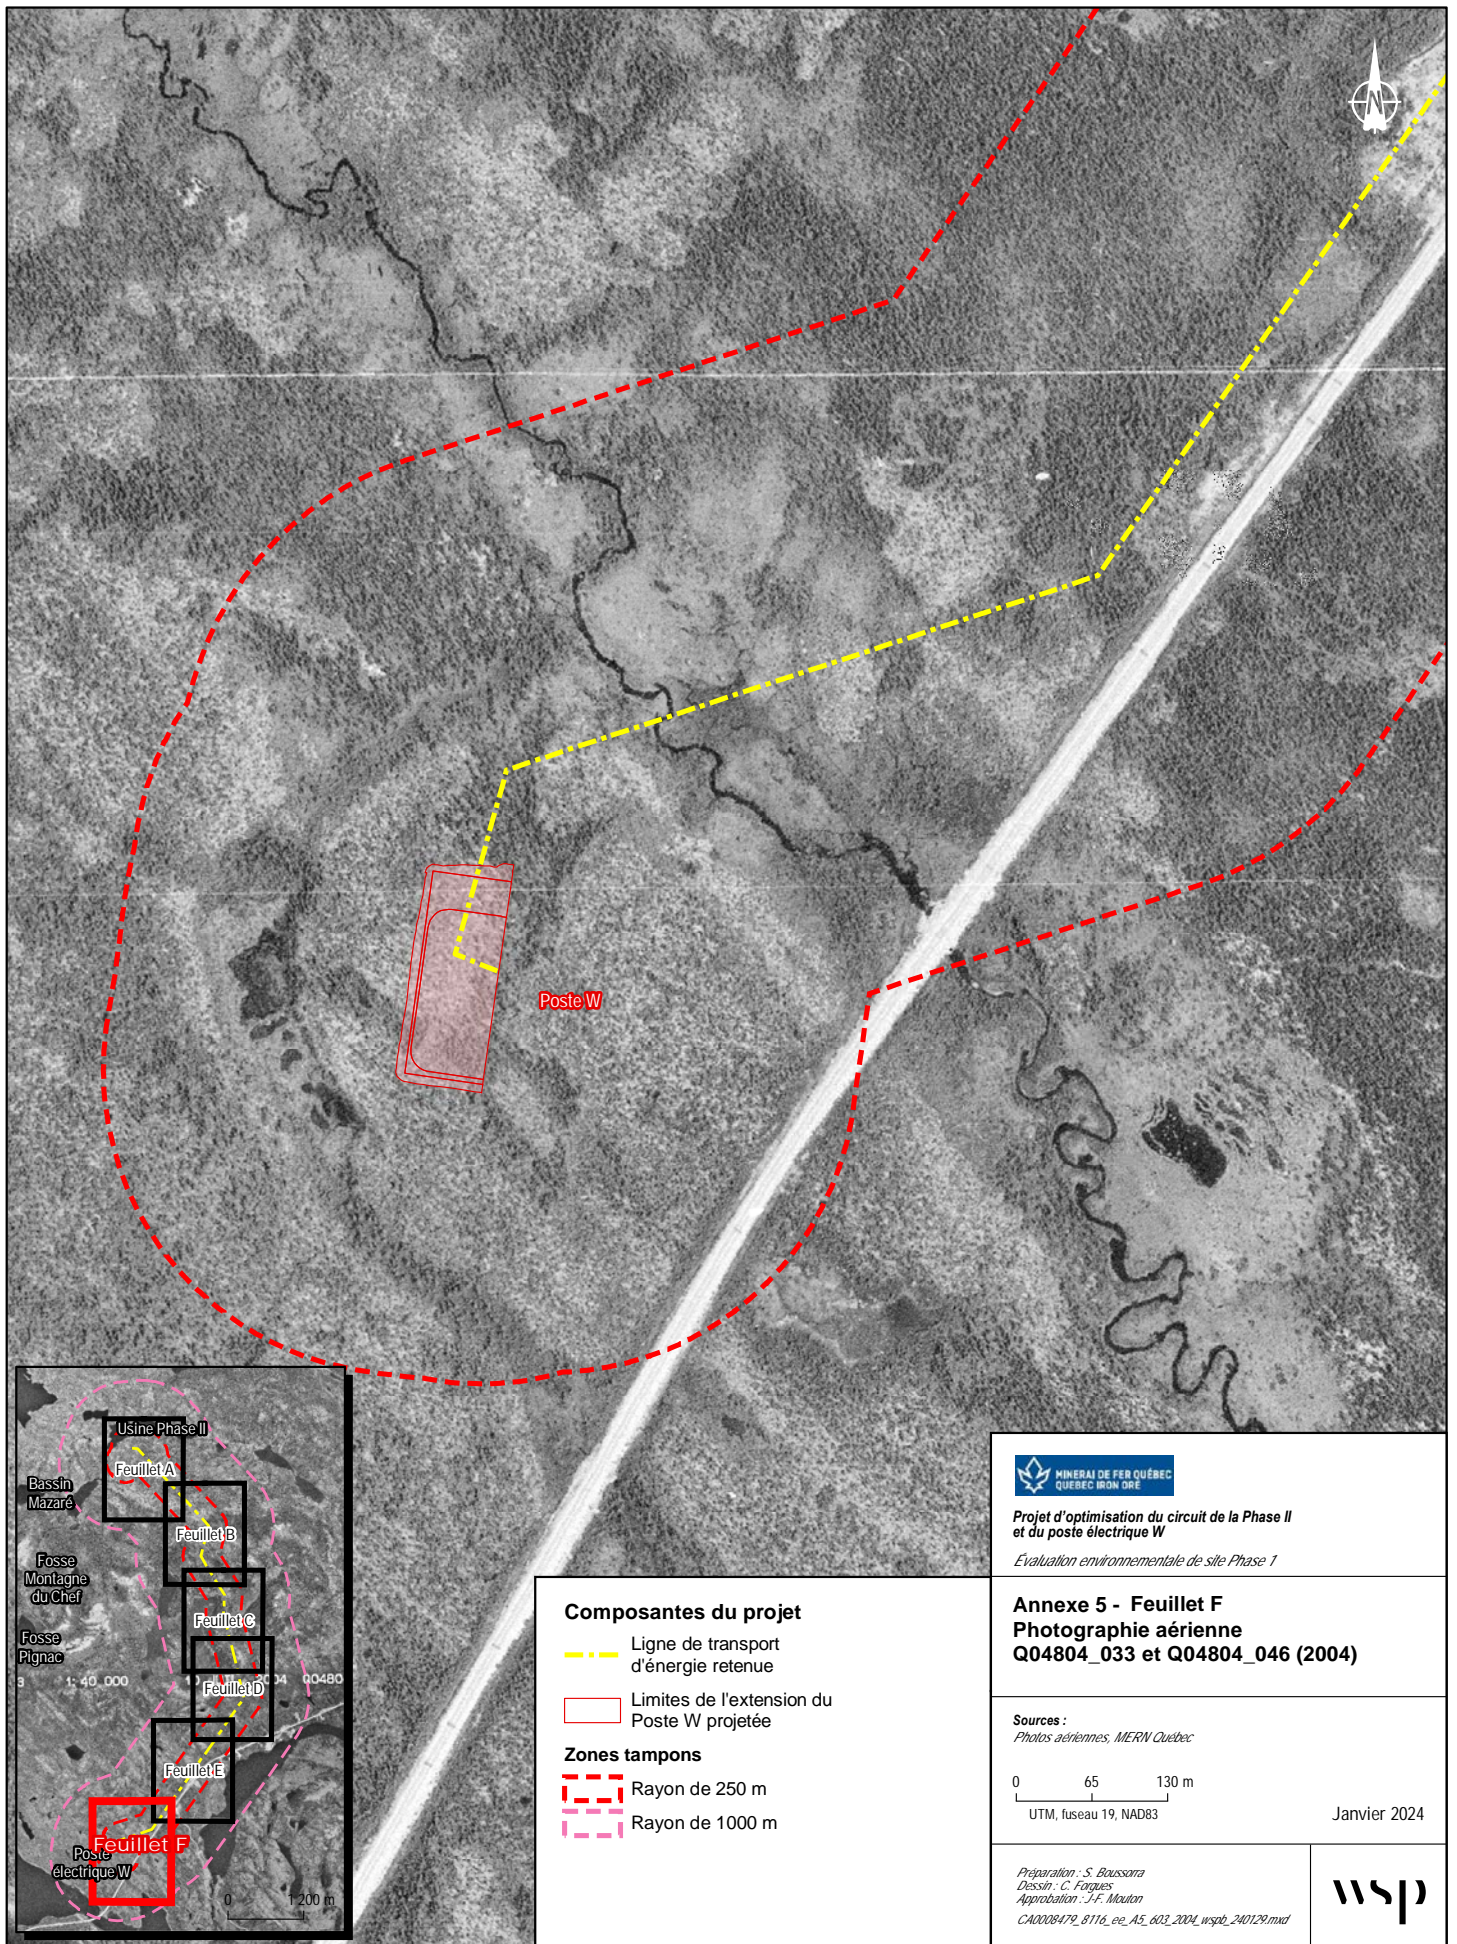 N
Poste W
Usine Phase II
Feuillet A
Bassin
Mazaré
Feuillet B
Fosse
Montagne
du Chef
Feuillet C
Fosse
Pignac
1: 40 000
2004
Q0480
Feuillet D
Feuillet E
Feuillet F
Poste
électrique W
0 1 200 m
Composantes du projet
Ligne de transport
d'énergie retenue
Limites de l'extension du
Poste W projetée
Zones tampons
Rayon de 250 m
Rayon de 1000 m
MINERAI DE FER QUÉBEC
QUEBEC IRON ORE
Projet d'optimisation du circuit de la Phase II
et du poste électrique W
Évaluation environnementale de site Phase 1
Annexe 5 - Feuillet F
Photographie aérienne
Q04804_033 et Q04804_046 (2004)
Sources :
Photos aériennes, MERN Québec
0 65 130 m
UTM, fuseau 19, NAD83
Janvier 2024
Préparation : S. Boussorra
Dessin : C. Forgues
Approbation : J-F. Mouton
CA0008479_8116_ee_A5_603_2004_wspb_240129.mxd
wsp